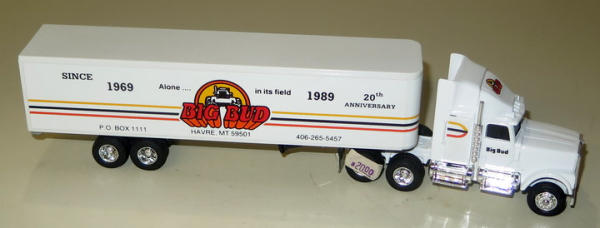 SINCE 1969 Alone .... in its field 1989 20th ANNIVERSARY
BIG BUD
P.O. BOX 1111 HAVRE, MT 59501 406-265-5457
Big Bud
$2000